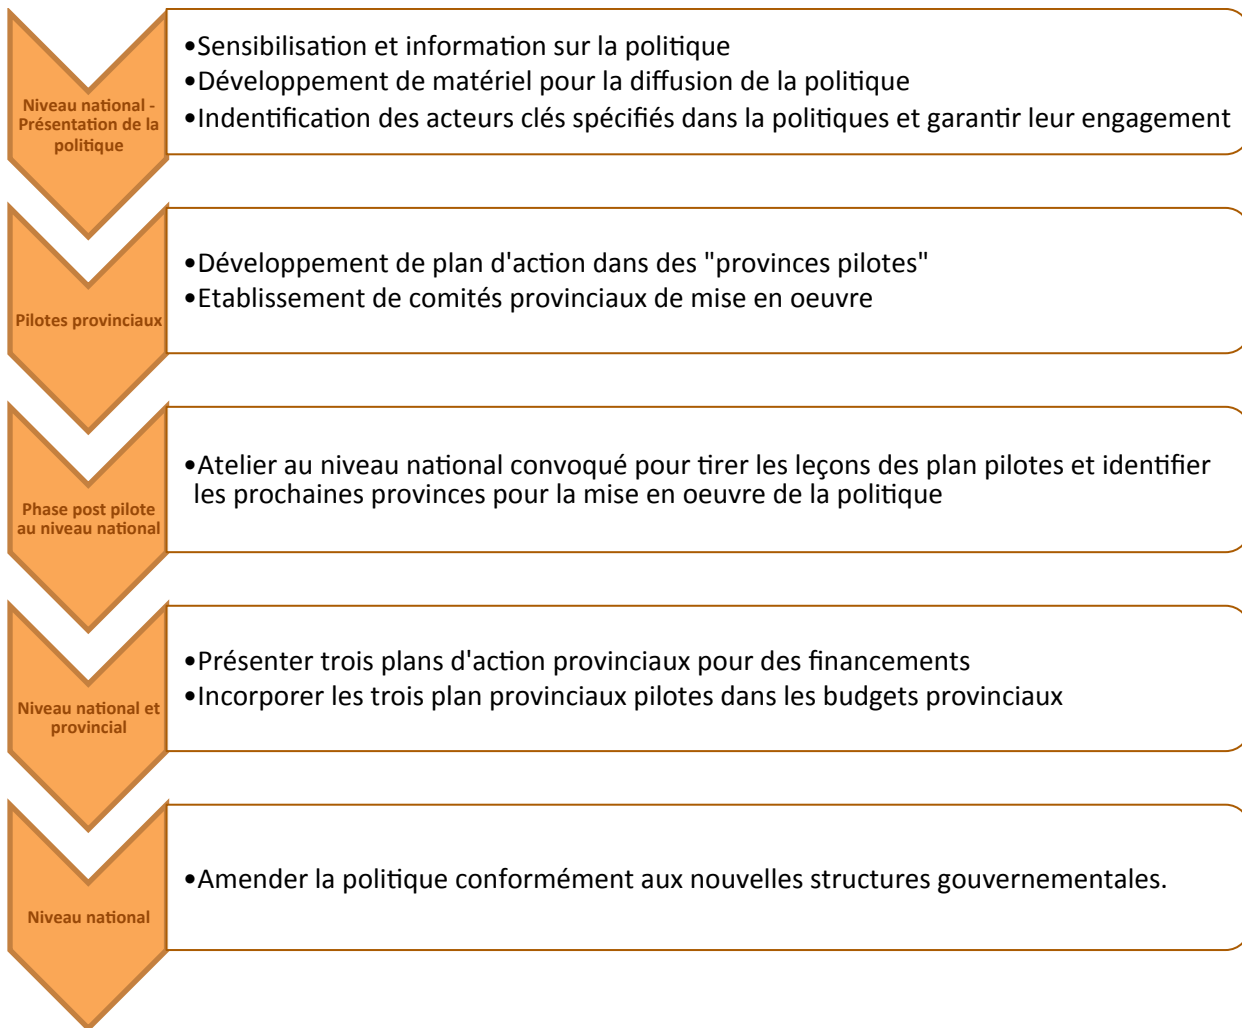 Niveau national -
Présentation de la
politique
•Sensibilisation et information sur la politique
•Développement de matériel pour la diffusion de la politique
•Indentification des acteurs clés spécifiés dans la politiques et garantir leur engagement
Pilotes provinciaux
•Développement de plan d'action dans des "provinces pilotes"
•Etablissement de comités provinciaux de mise en oeuvre
Phase post pilote
au niveau national
•Atelier au niveau national convoqué pour tirer les leçons des plan pilotes et identifier
les prochaines provinces pour la mise en oeuvre de la politique
Niveau national et
provincial
•Présenter trois plans d'action provinciaux pour des financements
•Incorporer les trois plan provinciaux pilotes dans les budgets provinciaux
Niveau national
•Amender la politique conformément aux nouvelles structures gouvernementales.